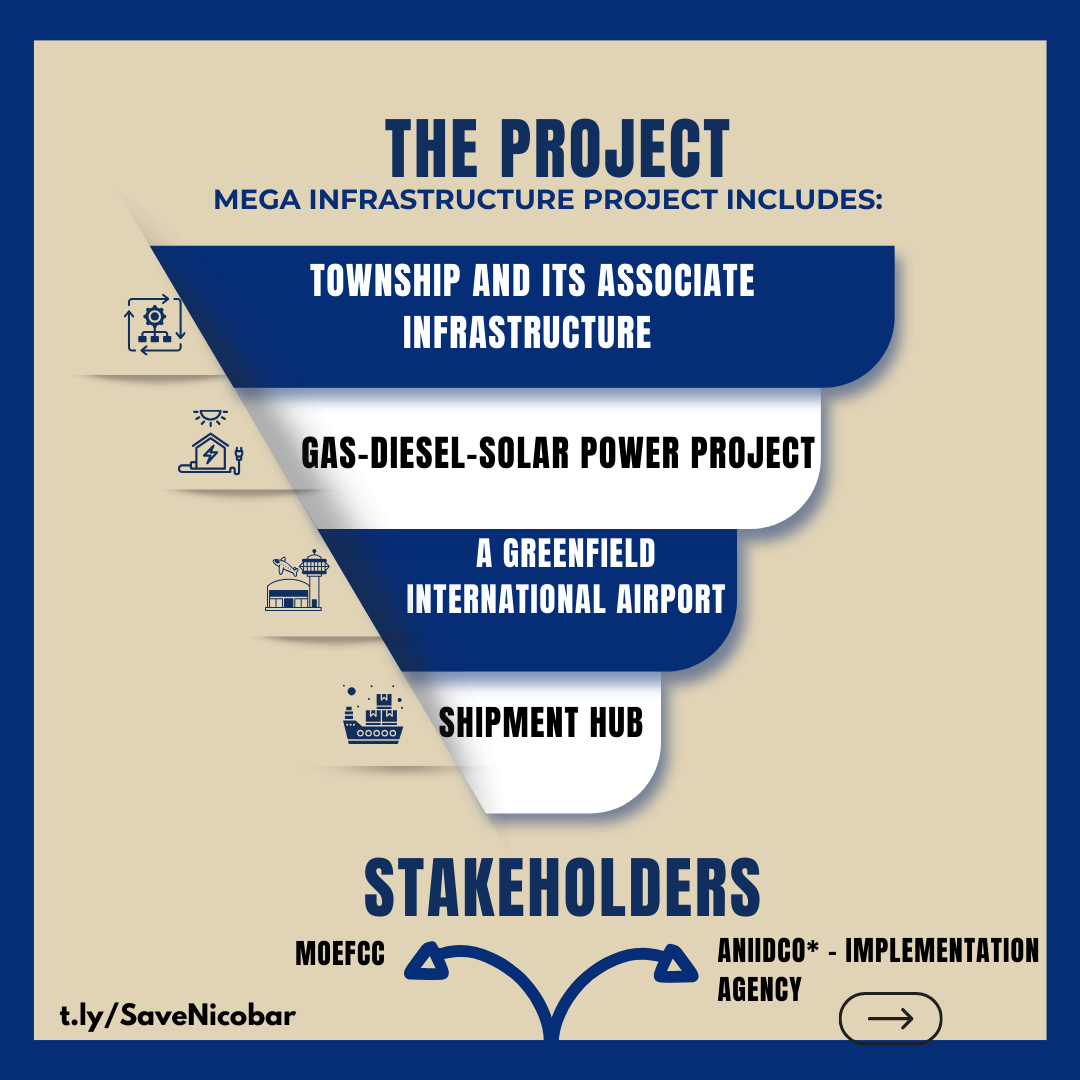 THE PROJECT
MEGA INFRASTRUCTURE PROJECT INCLUDES:
TOWNSHIP AND ITS ASSOCIATE
INFRASTRUCTURE
GAS-DIESEL-SOLAR POWER PROJECT
A GREENFIELD
INTERNATIONAL AIRPORT
SHIPMENT HUB
STAKEHOLDERS
MOEFCC
ANIIDCO* - IMPLEMENTATION
AGENCY
t.ly/SaveNicobar